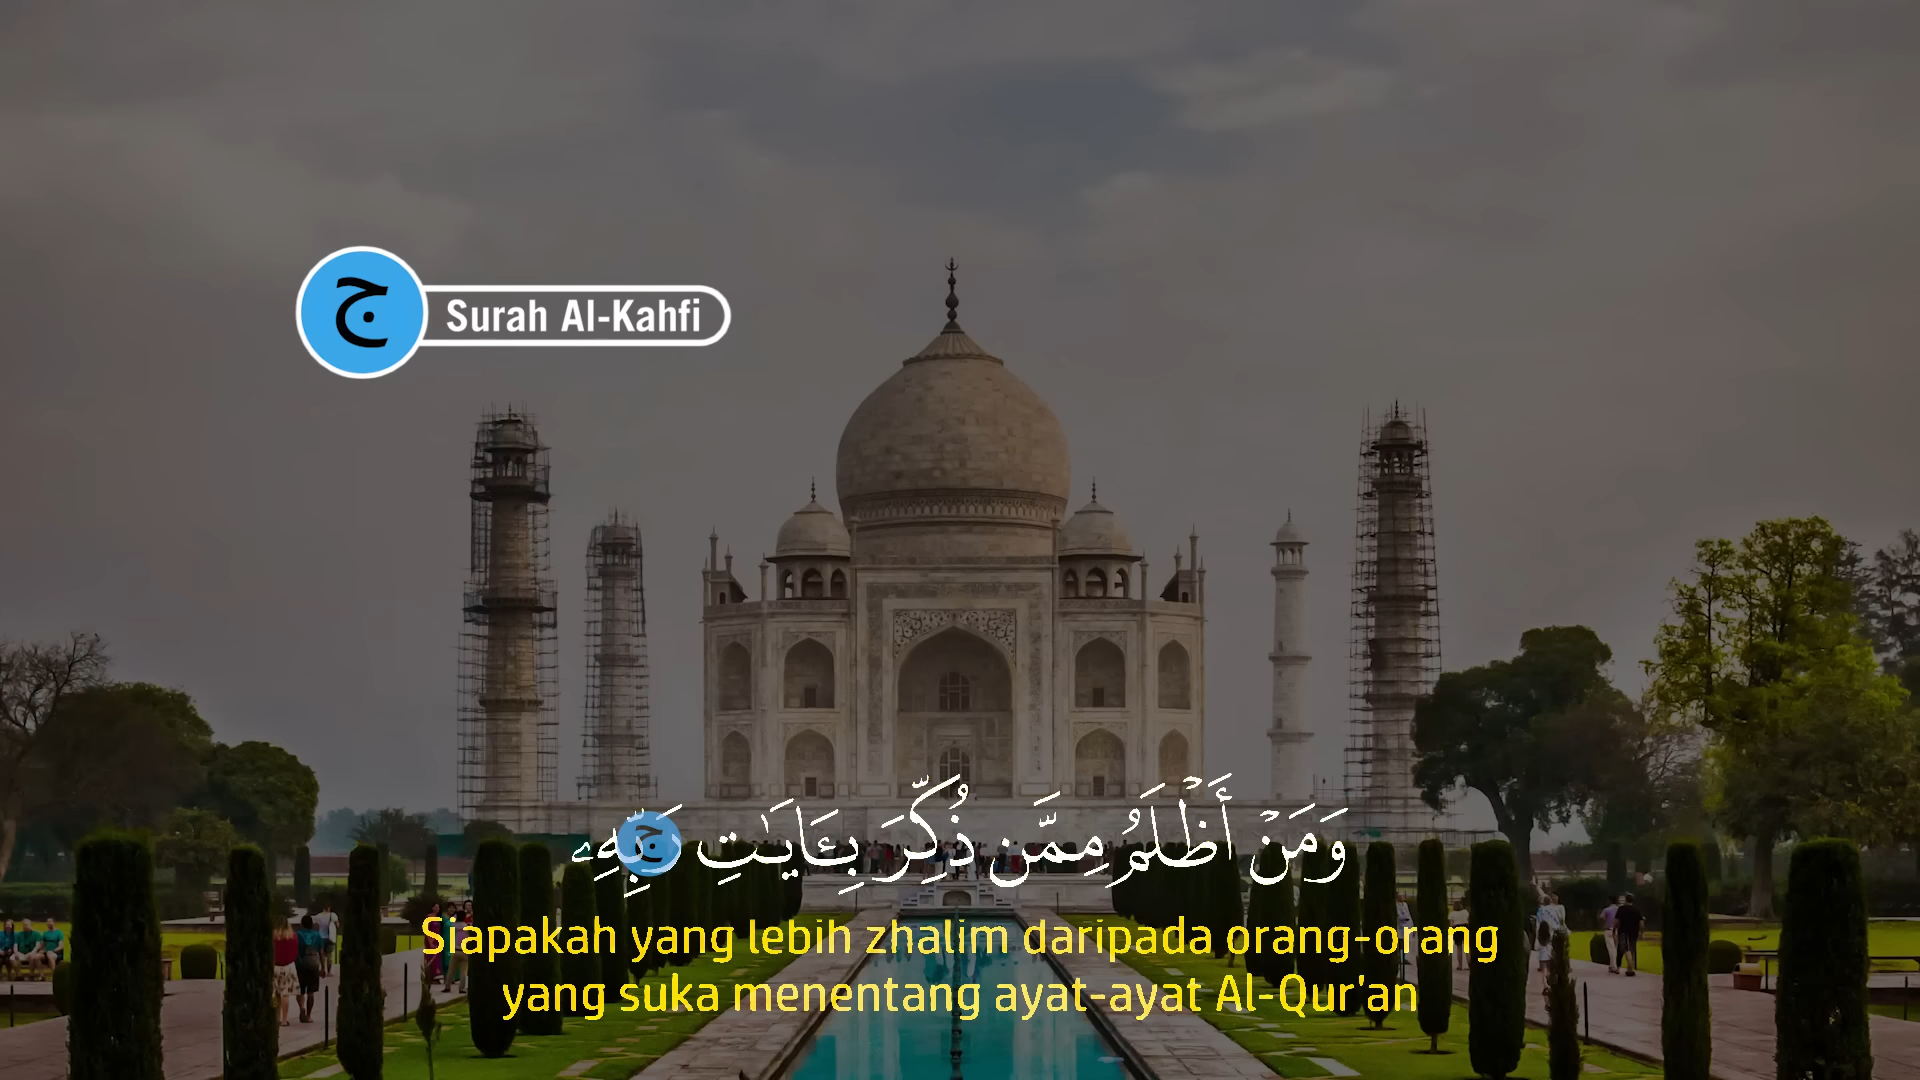 ج
Surah Al-Kahfi
وَمَنْ أَظْلَمُ مِمَّن ذُكِّرَ بِـَٔايَـٰتِ رَبِّهِۦ
ج
Siapakah yang lebih zhalim daripada orang-orang
yang suka menentang ayat-ayat Al-Qur'an